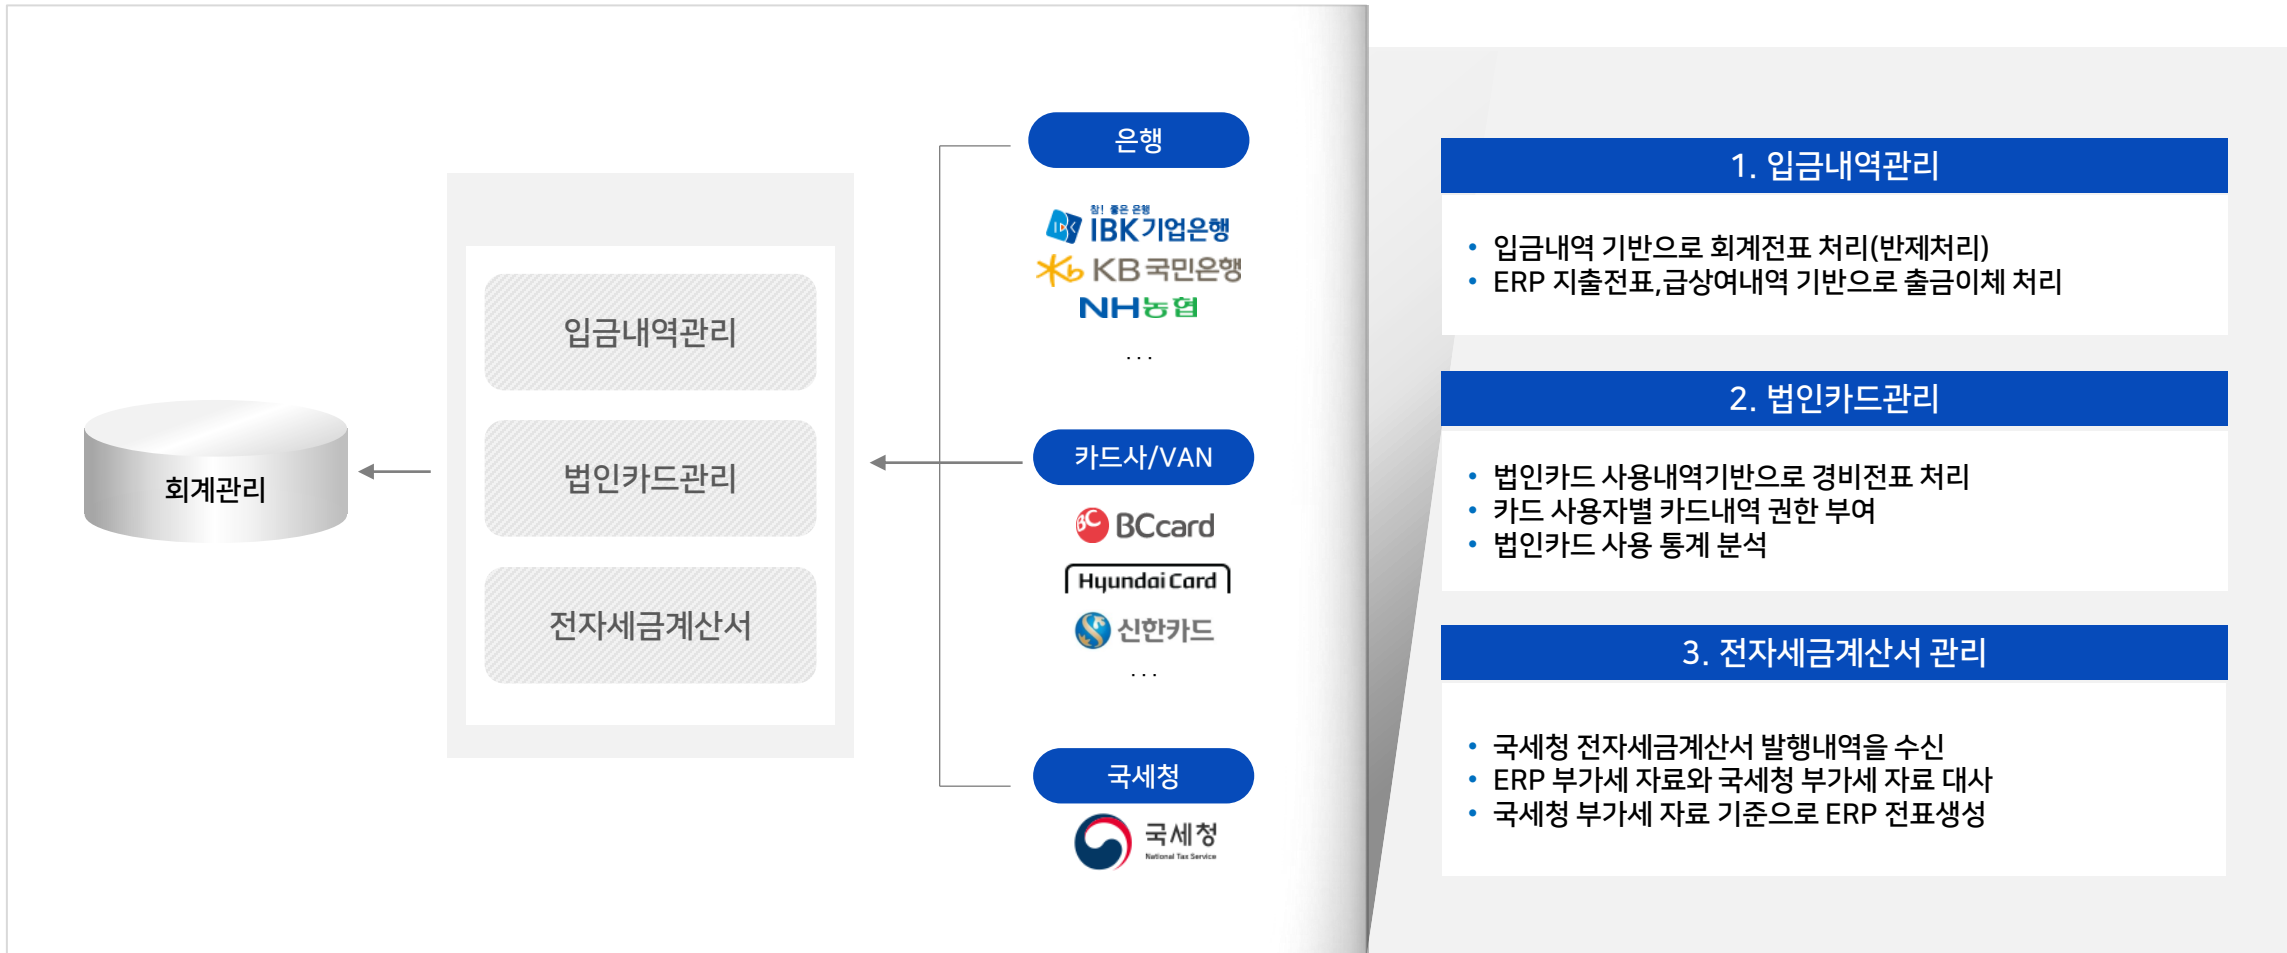 회계관리
입금내역관리
법인카드관리
전자세금계산서
은행
참! 좋은 은행
IBK기업은행
KB국민은행
NH농협
...
카드사/VAN
BC
BCcard
Hyundai Card
신한카드
...
국세청
국세청
National Tax Service
1. 입금내역관리
• 입금내역 기반으로 회계전표 처리(반제처리)
• ERP 지출전표,급상여내역 기반으로 출금이체 처리
2. 법인카드관리
• 법인카드 사용내역기반으로 경비전표 처리
• 카드 사용자별 카드내역 권한 부여
• 법인카드 사용 통계 분석
3. 전자세금계산서 관리
• 국세청 전자세금계산서 발행내역을 수신
• ERP 부가세 자료와 국세청 부가세 자료 대사
• 국세청 부가세 자료 기준으로 ERP 전표생성